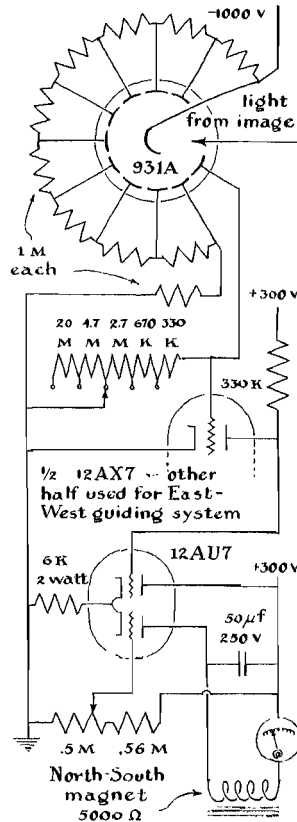 -1000 V
light
from image
931A
1 M
each
+300V
20 4.7 2.7 670 330
M M M K K
330 K
1/2 12AX7 – other
half used for East-
West guiding system
6K
2 watt
12AU7
+300V
50μf
250 V
.5 M .56 M
North-South
magnet
5000 Ω